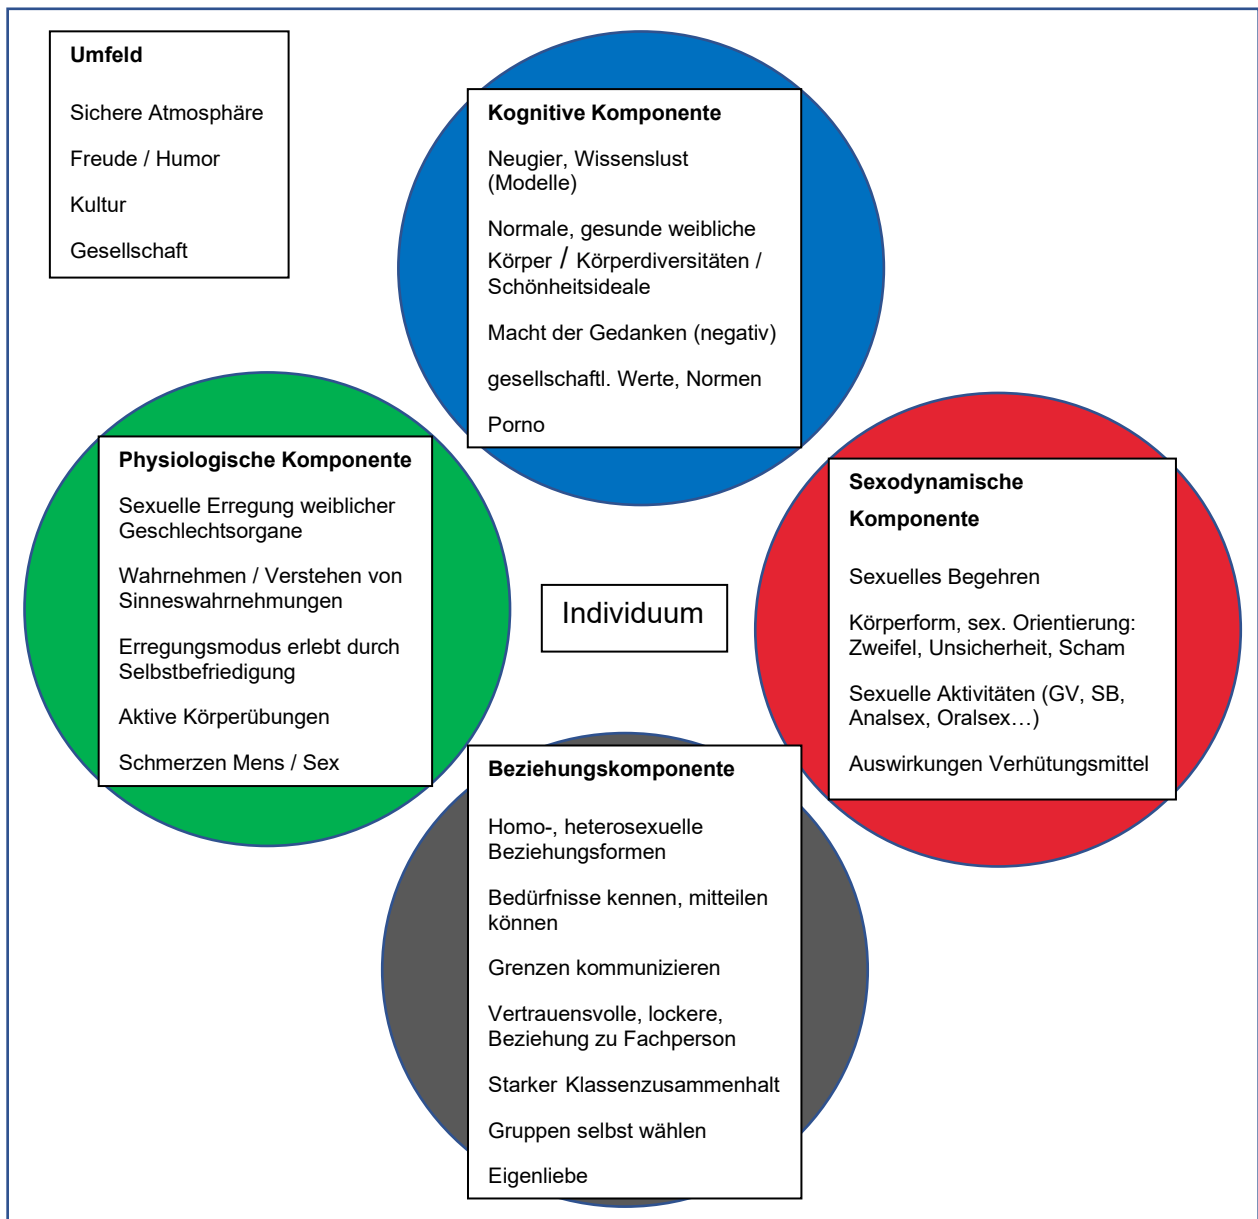 Umfeld
Sichere Atmosphäre
Freude / Humor
Kultur
Gesellschaft
Kognitive Komponente
Neugier, Wissenslust
(Modelle)
Normale, gesunde weibliche
Körper / Körperdiversitäten /
Schönheitsideale
Macht der Gedanken (negativ)
gesellschaftl. Werte, Normen
Porno
Physiologische Komponente
Sexuelle Erregung weiblicher
Geschlechtsorgane
Wahrnehmen / Verstehen von
Sinneswahrnehmungen
Erregungsmodus erlebt durch
Selbstbefriedigung
Aktive Körperübungen
Schmerzen Mens / Sex
Individuum
Sexodynamische
Komponente
Sexuelles Begehren
Körperform, sex. Orientierung:
Zweifel, Unsicherheit, Scham
Sexuelle Aktivitäten (GV, SB,
Analsex, Oralsex…)
Auswirkungen Verhütungsmittel
Beziehungskomponente
Homo-, heterosexuelle
Beziehungsformen
Bedürfnisse kennen, mitteilen
können
Grenzen kommunizieren
Vertrauensvolle, lockere,
Beziehung zu Fachperson
Starker Klassenzusammenhalt
Gruppen selbst wählen
Eigenliebe